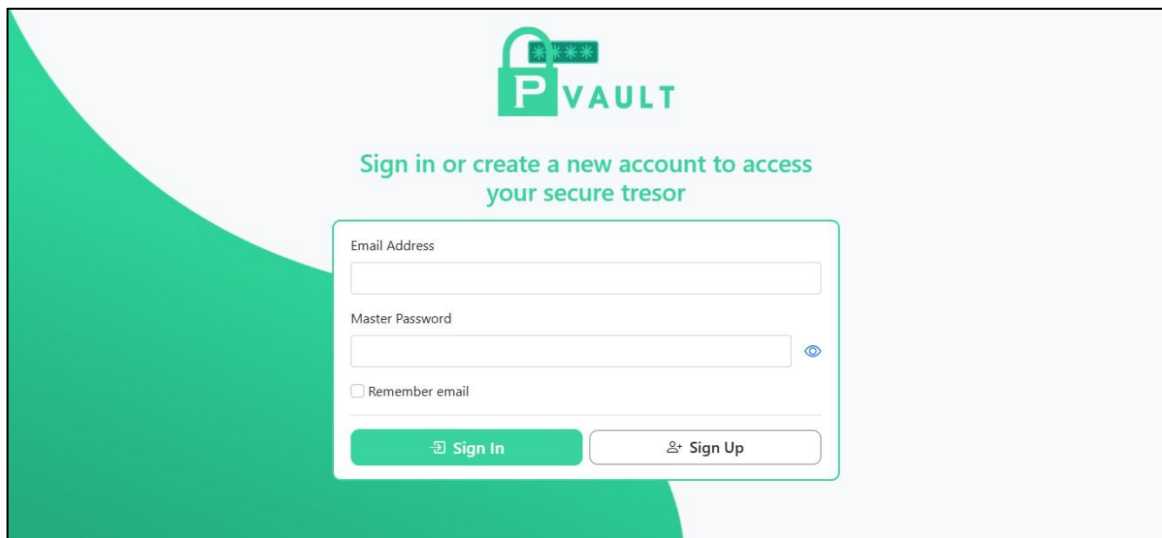 ****
P VAULT
Sign in or create a new account to access
your secure tresor
Email Address
Master Password
Remember email
Sign In
Sign Up